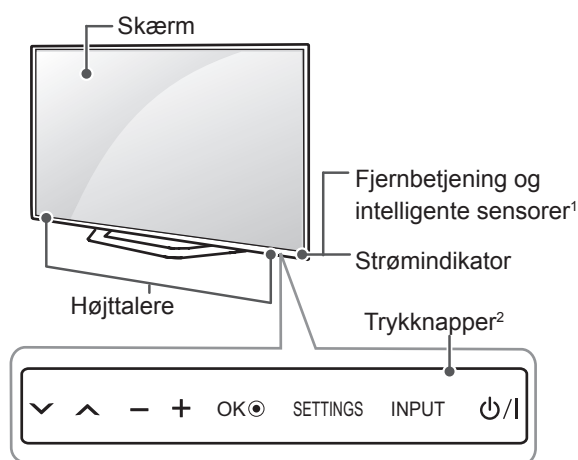 Skærm
Fjernbetjening og
intelligente sensorer¹
Strømindikator
Højttalere
Trykknapper²
− + OK⦿ SETTINGS INPUT ⏻/I